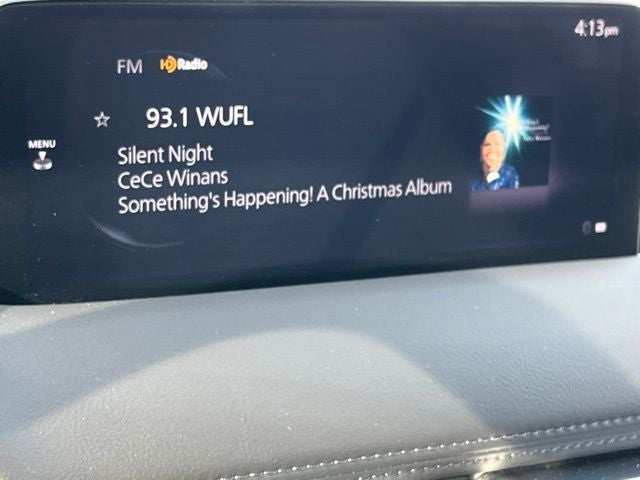 4:13pm
FM HD Radio
93.1 WUFL
MENU
Silent Night
CeCe Winans
Something's Happening! A Christmas Album